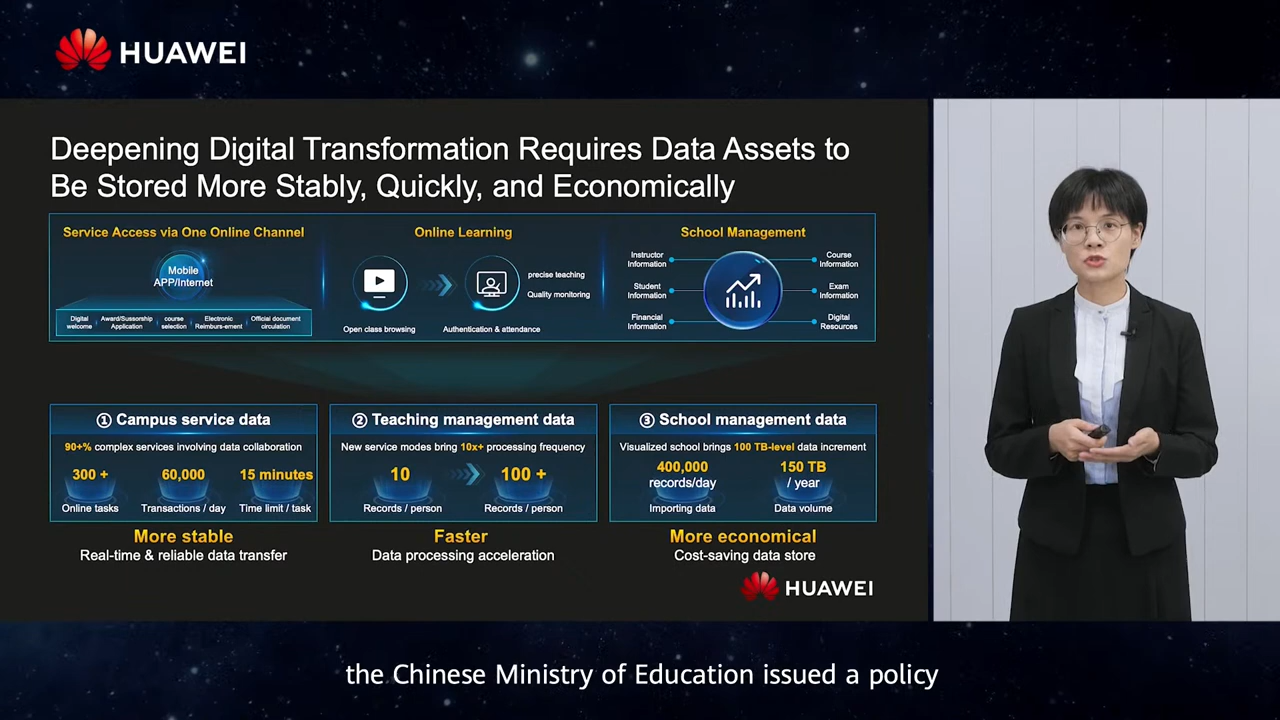 HUAWEI
Deepening Digital Transformation Requires Data Assets to
Be Stored More Stably, Quickly, and Economically
Service Access via One Online Channel
Mobile
APP/Internet
Digital
welcome
Award/Sussorship
Application
course
selection
Electronic
Reimburs-ement
Official document
circulation
Online Learning
precise teaching
Quality monitoring
Open class browsing
Authentication & attendance
School Management
Instructor
Information
Student
Information
Financial
Information
Course
Information
Exam
Information
Digital
Resources
① Campus service data
90+% complex services involving data collaboration
300 + 60,000 15 minutes
Online tasks Transactions / day Time limit / task
More stable
Real-time & reliable data transfer
② Teaching management data
New service modes bring 10x+ processing frequency
10 100 +
Records / person Records / person
Faster
Data processing acceleration
③ School management data
Visualized school brings 100 TB-level data increment
400,000 150 TB
records/day / year
Importing data Data volume
More economical
Cost-saving data store
HUAWEI
the Chinese Ministry of Education issued a policy